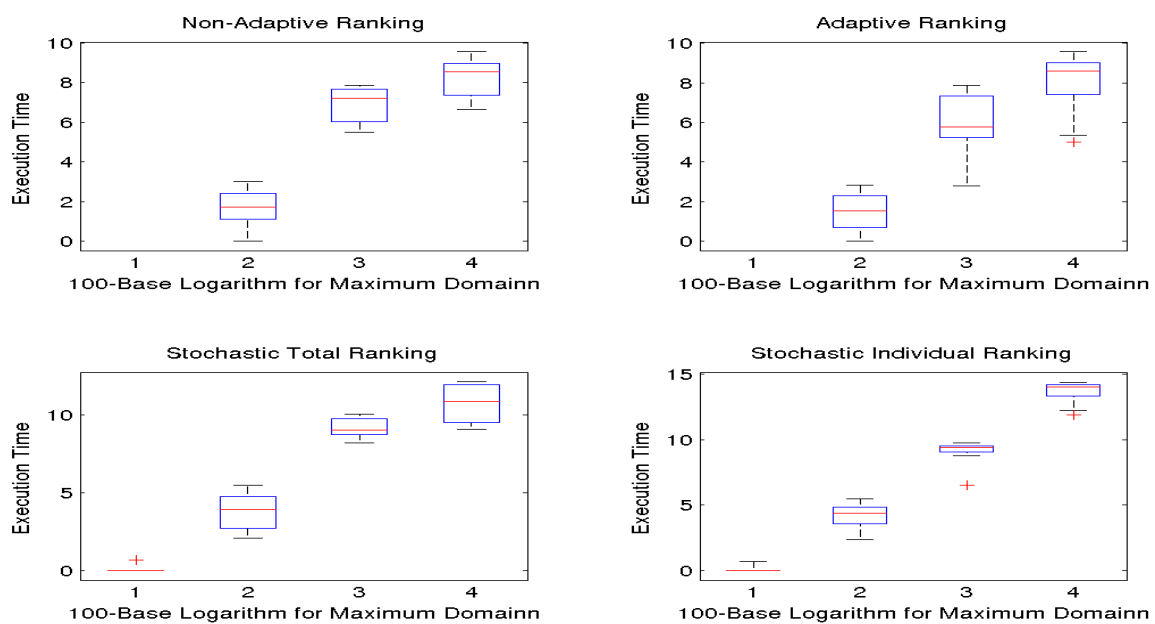 Non-Adaptive Ranking
10
8
6
4
2
0
Execution Time
1 2 3 4
100-Base Logarithm for Maximum Domainn
Adaptive Ranking
10
8
6
4
2
0
Execution Time
1 2 3 4
100-Base Logarithm for Maximum Domainn
Stochastic Total Ranking
10
5
0
Execution Time
1 2 3 4
100-Base Logarithm for Maximum Domainn
Stochastic Individual Ranking
15
10
5
0
Execution Time
1 2 3 4
100-Base Logarithm for Maximum Domainn